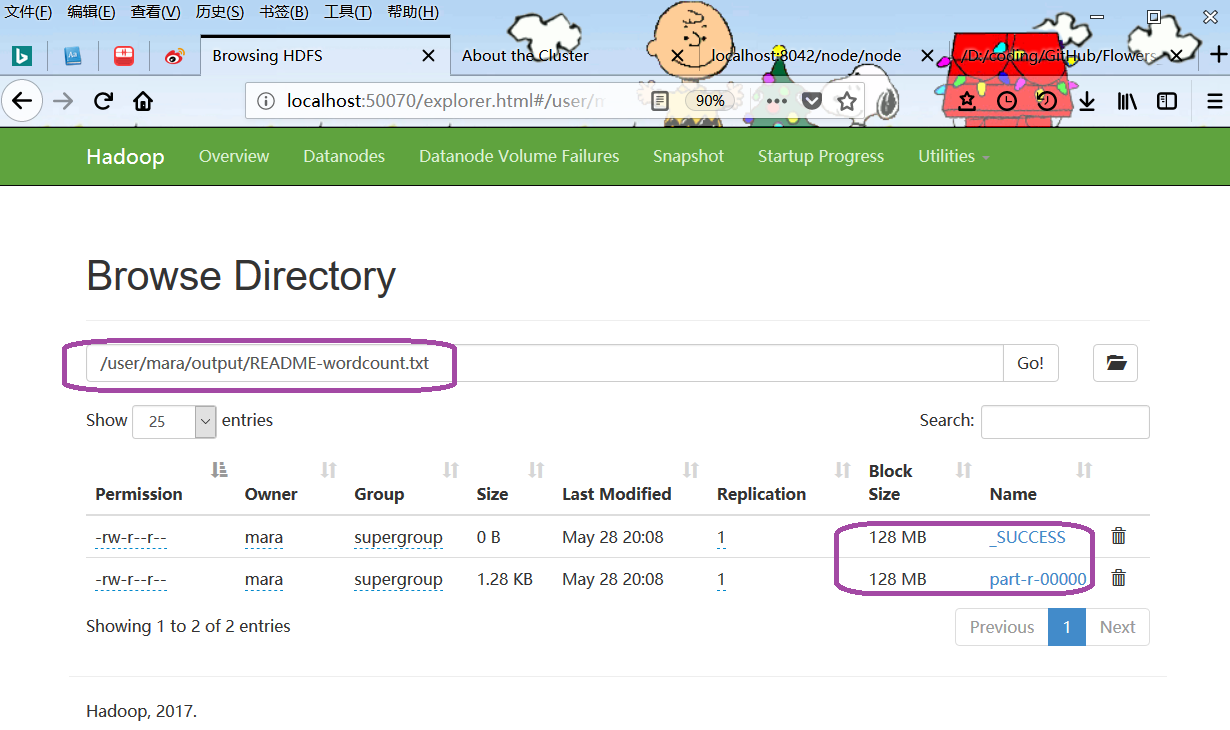 文件(F) 编辑(E) 查看(V) 历史(S) 书签(B) 工具(T) 帮助(H)
Browsing HDFS About the Cluster localhost:8042/node/node /D:/coding/GitHub/Flowers
localhost:50070/explorer.html#/user/m 90%
Hadoop Overview Datanodes Datanode Volume Failures Snapshot Startup Progress Utilities
Browse Directory
/user/mara/output/README-wordcount.txt Go!
Show 25 entries Search:
Permission Owner Group Size Last Modified Replication Block Size Name
-rw-r--r-- mara supergroup 0 B May 28 20:08 1 128 MB _SUCCESS
-rw-r--r-- mara supergroup 1.28 KB May 28 20:08 1 128 MB part-r-00000
Showing 1 to 2 of 2 entries Previous 1 Next
Hadoop, 2017.